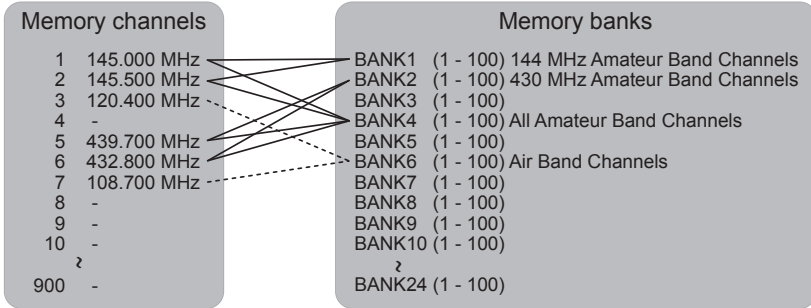 Memory channels
1 145.000 MHz
2 145.500 MHz
3 120.400 MHz
4 -
5 439.700 MHz
6 432.800 MHz
7 108.700 MHz
8 -
9 -
10 -
~
900 -
Memory banks
BANK1 (1 - 100) 144 MHz Amateur Band Channels
BANK2 (1 - 100) 430 MHz Amateur Band Channels
BANK3 (1 - 100)
BANK4 (1 - 100) All Amateur Band Channels
BANK5 (1 - 100)
BANK6 (1 - 100) Air Band Channels
BANK7 (1 - 100)
BANK8 (1 - 100)
BANK9 (1 - 100)
BANK10 (1 - 100)
~
BANK24 (1 - 100)